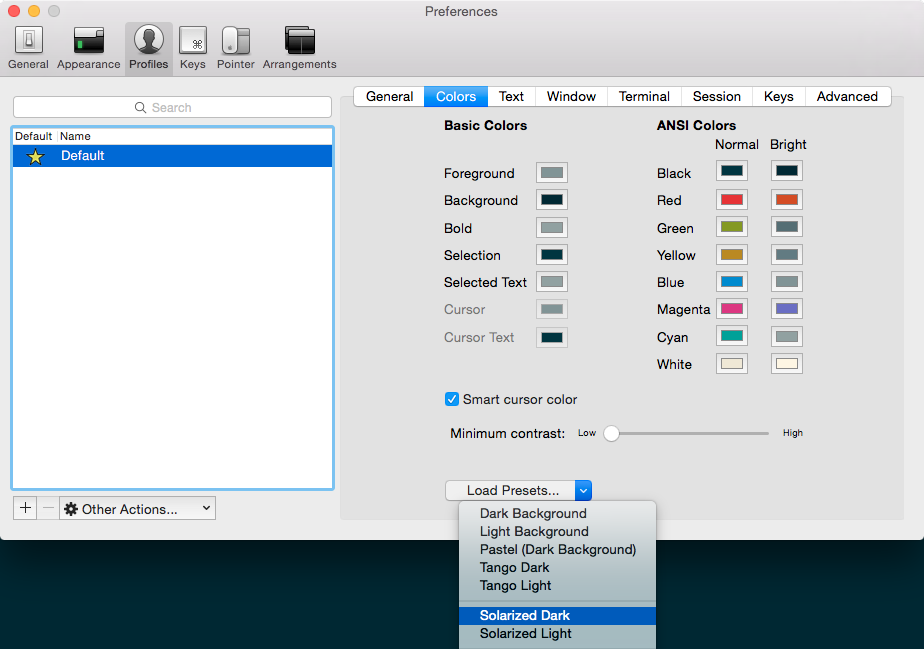 Preferences
General Appearance Profiles Keys Pointer Arrangements
Search
Default Name
Default
Other Actions...
General Colors Text Window Terminal Session Keys Advanced
Basic Colors
Foreground
Background
Bold
Selection
Selected Text
Cursor
Cursor Text
ANSI Colors
Normal Bright
Black
Red
Green
Yellow
Blue
Magenta
Cyan
White
Smart cursor color
Minimum contrast: Low High
Load Presets...
Dark Background
Light Background
Pastel (Dark Background)
Tango Dark
Tango Light
Solarized Dark
Solarized Light